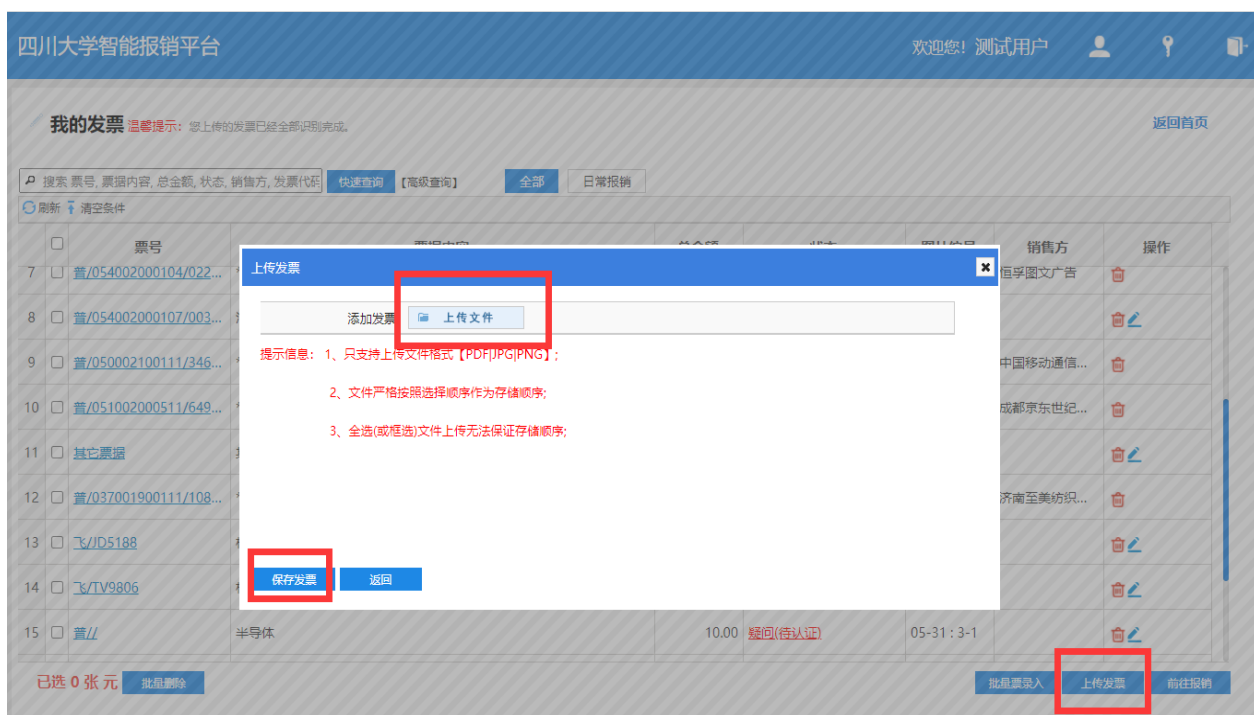 四川大学智能报销平台 欢迎您! 测试用户
我的发票 温馨提示：您上传的发票已经全部识别完成。 返回首页
搜索 票号, 票据内容, 总金额, 状态, 销售方, 发票代码 快速查询 【高级查询】 全部 日常报销
刷新 清空条件
票号 销售方 操作
7 普/054002000104/022... 恒孚图文广告
8 普/054002000107/003...
9 普/050002100111/346... 中国移动通信...
10 普/051002000511/649... 成都京东世纪...
11 其它票据
12 普/037001900111/108... 济南至美纺织...
13 飞/JD5188
14 飞/TV9806
15 普// 半导体 10.00 疑问(待认证) 05-31 : 3-1
上传发票
添加发票 上传文件
提示信息： 1、只支持上传文件格式【PDF|JPG|PNG】;
2、文件严格按照选择顺序作为存储顺序;
3、全选(或框选)文件上传无法保证存储顺序;
保存发票 返回
已选 0 张 元 批量删除 批量票录入 上传发票 前往报销